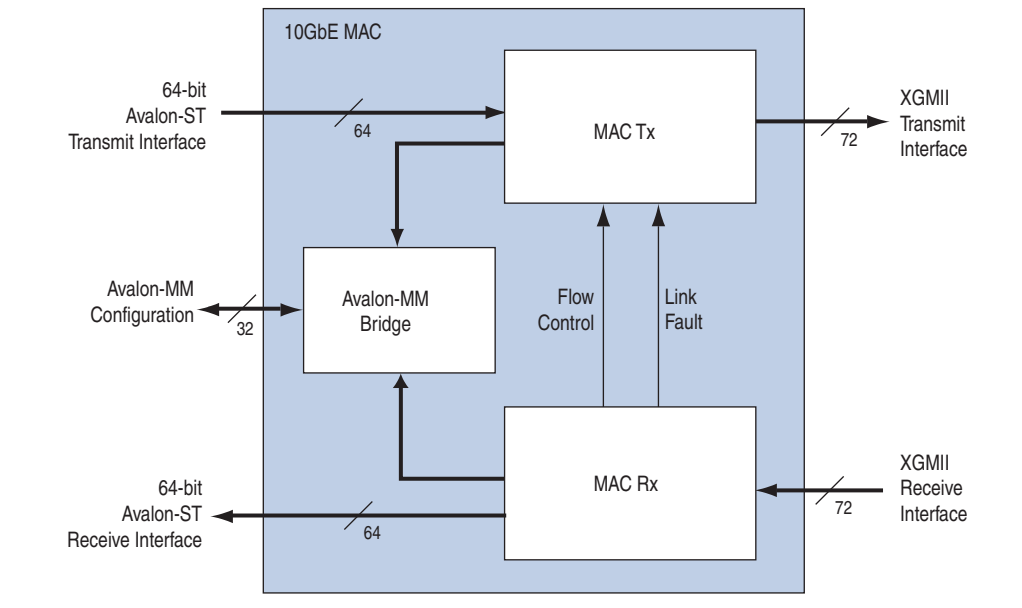 10GbE MAC
64-bit
Avalon-ST
Transmit Interface
64
MAC Tx
72
XGMII
Transmit
Interface
Avalon-MM
Configuration
32
Avalon-MM
Bridge
Flow
Control
Link
Fault
64-bit
Avalon-ST
Receive Interface
64
MAC Rx
72
XGMII
Receive
Interface